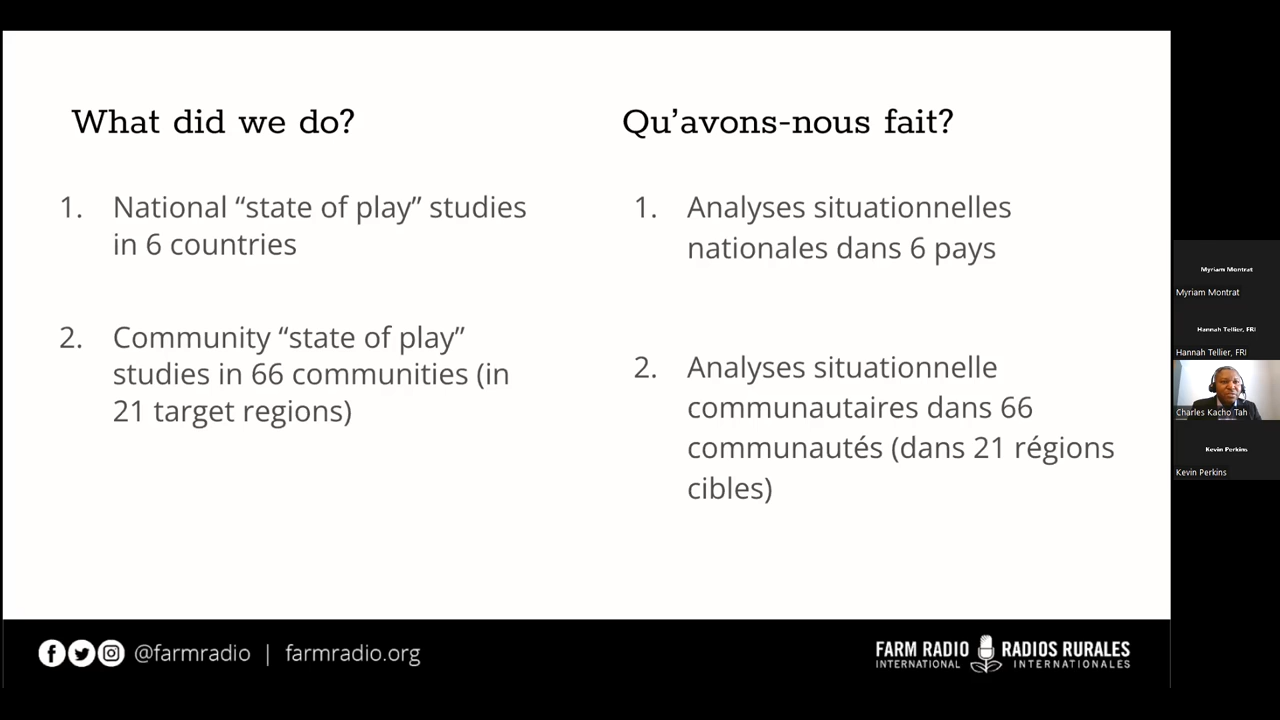 What did we do?
1. National “state of play” studies
in 6 countries
2. Community “state of play”
studies in 66 communities (in
21 target regions)
Qu’avons-nous fait?
1. Analyses situationnelles
nationales dans 6 pays
2. Analyses situationnelle
communautaires dans 66
communautés (dans 21 régions
cibles)
@farmradio | farmradio.org
FARM RADIO
INTERNATIONAL
RADIOS RURALES
INTERNATIONALES
Myriam Montrat
Myriam Montrat
Hannah Tellier, FRI
Hannah Tellier, FRI
Charles Kacho Tah
Kevin Perkins
Kevin Perkins